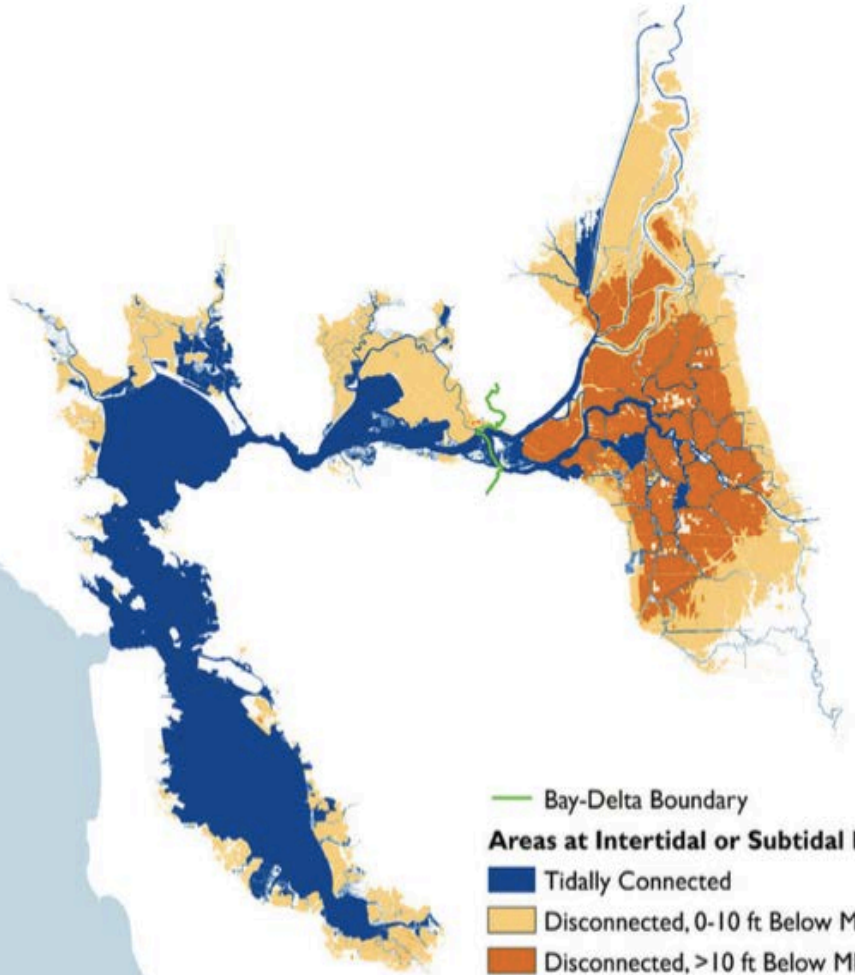 Bay-Delta Boundary
Areas at Intertidal or Subtidal
Tidally Connected
Disconnected, 0-10 ft Below
Disconnected, >10 ft Below